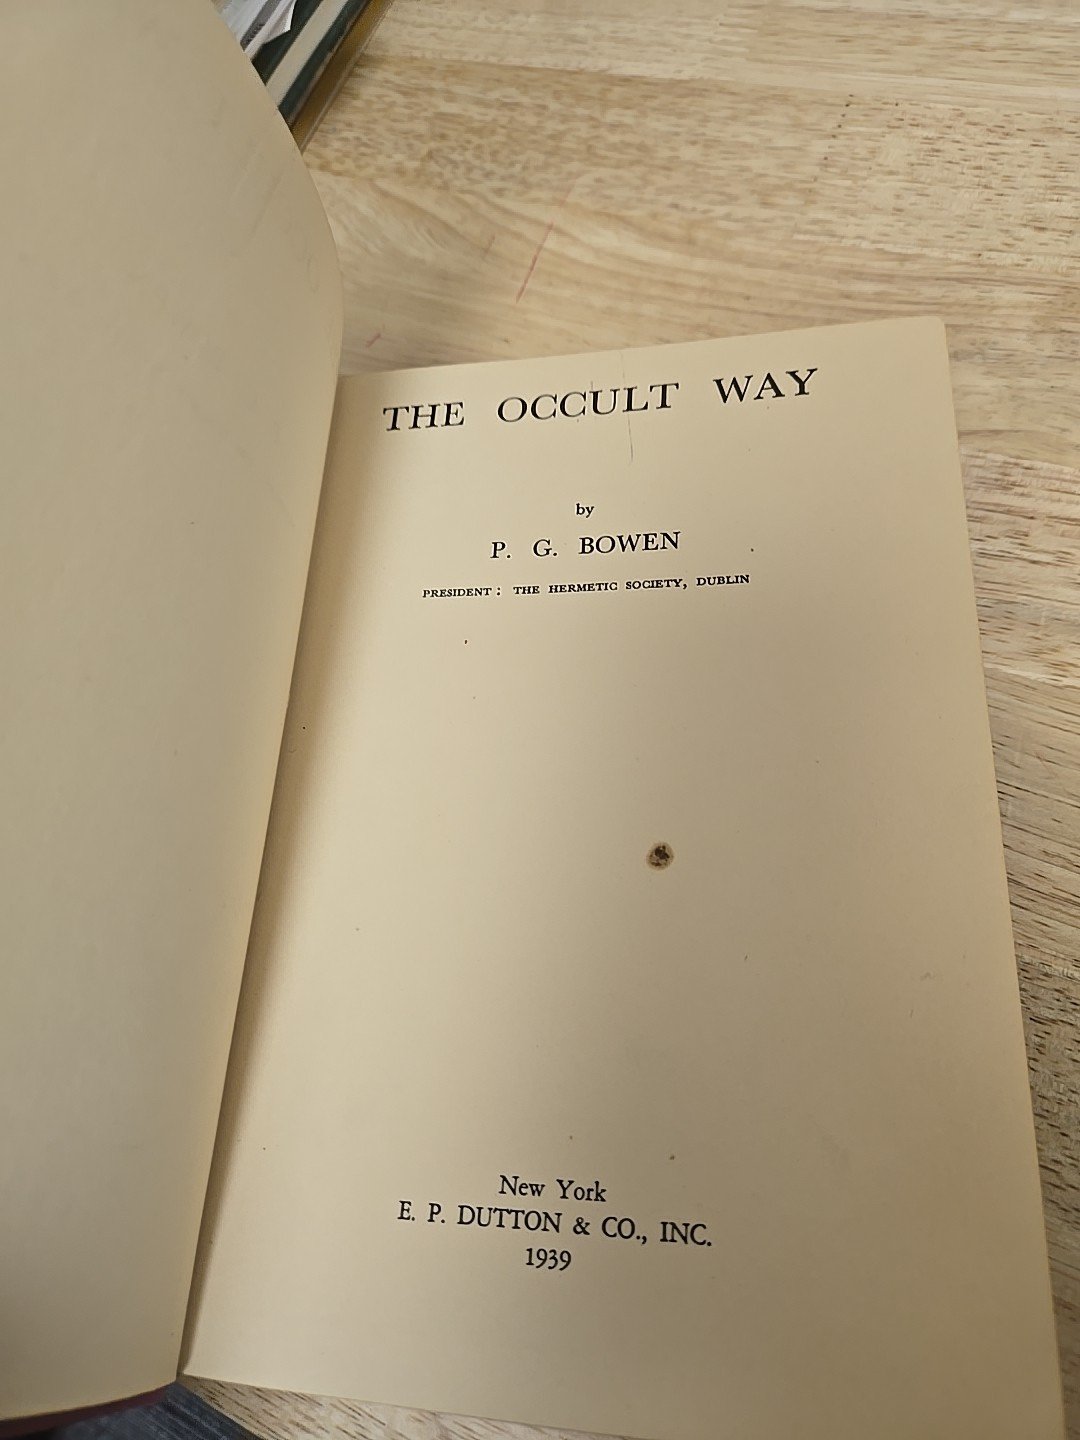 THE OCCULT WAY
by
P. G. BOWEN
PRESIDENT: THE HERMETIC SOCIETY, DUBLIN
New York
E. P. DUTTON & CO., INC.
1939